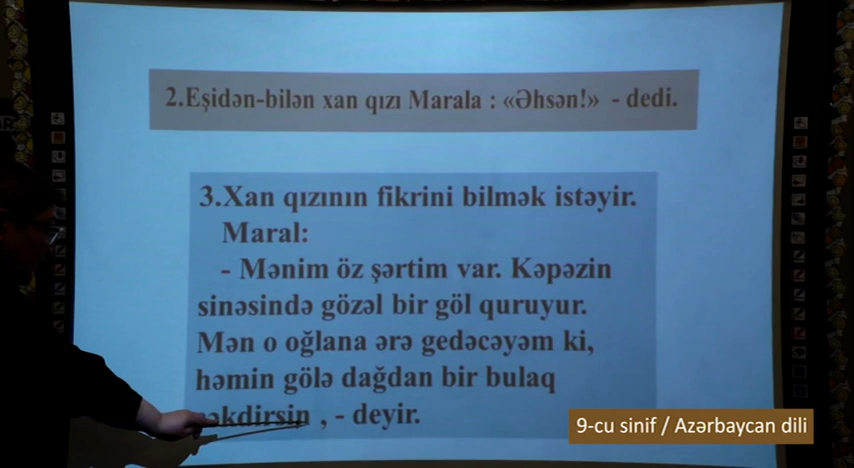 2.Eşidən-bilən xan qızı Marala : «Əhsən!» - dedi.
3.Xan qızının fikrini bilmək istəyir.
Maral:
- Mənim öz şərtim var. Kəpəzin
sinəsində gözəl bir göl quruyur.
Mən o oğlana ərə gedəcəyəm ki,
həmin gölə dağdan bir bulaq
, - deyir.
9-cu sinif / Azərbaycan dili